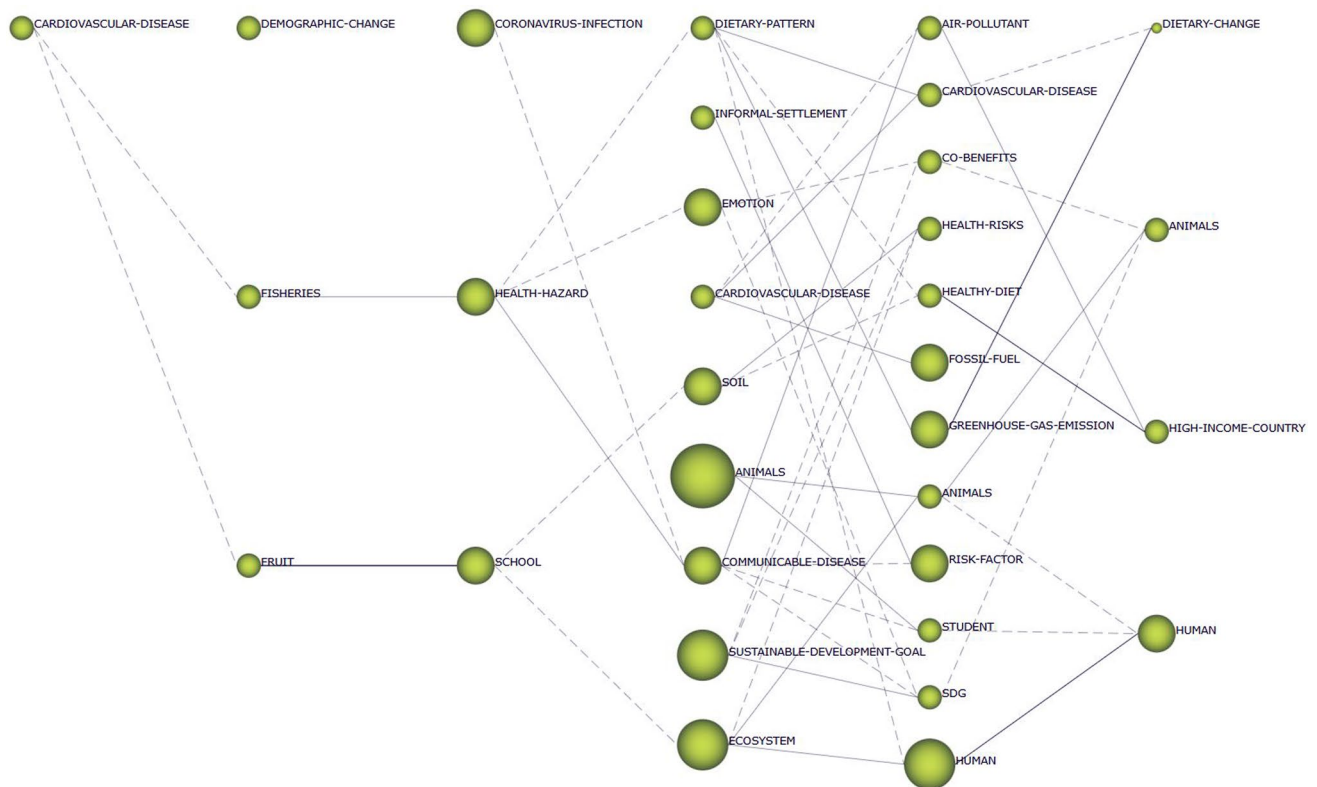 CARDIOVASCULAR-DISEASE
DEMOGRAPHIC-CHANGE
CORONAVIRUS-INFECTION
DIETARY-PATTERN
AIR-POLLUTANT
DIETARY-CHANGE
CARDIOVASCULAR-DISEASE
INFORMAL-SETTLEMENT
CO-BENEFITS
EMOTION
HEALTH-RISKS
ANIMALS
FISHERIES
HEALTH-HAZARD
CARDIOVASCULAR-DISEASE
HEALTHY-DIET
FOSSIL-FUEL
SOIL
GREENHOUSE-GAS-EMISSION
HIGH-INCOME-COUNTRY
ANIMALS
ANIMALS
FRUIT
SCHOOL
COMMUNICABLE-DISEASE
RISK-FACTOR
STUDENT
HUMAN
SUSTAINABLE-DEVELOPMENT-GOAL
SDG
ECOSYSTEM
HUMAN